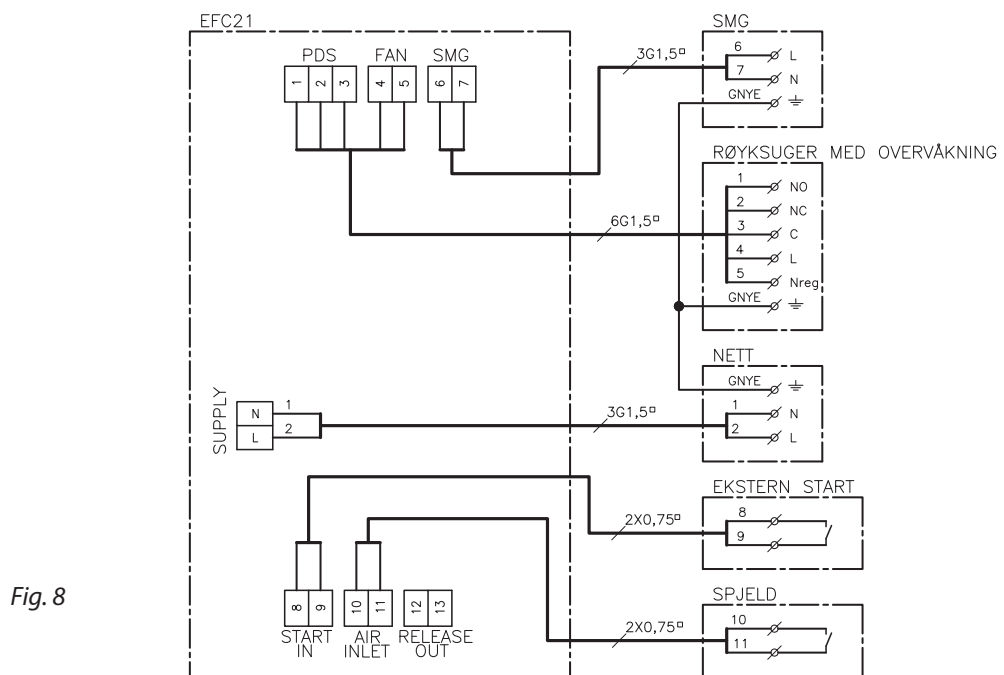 EFC21
PDS FAN SMG
1 2 3 4 5 6 7
3G1,5▫
SMG
6 L
7 N
GNYE
RØYKSUGER MED OVERVÅKNING
6G1,5▫
1 NO
2 NC
3 C
4 L
5 Nreg
GNYE
NETT
GNYE
SUPPLY
N 1
L 2
3G1,5▫
1 N
2 L
EKSTERN START
2X0,75▫
8
9
Fig. 8
8 9 10 11 12 13
START IN
AIR INLET
RELEASE OUT
SPJELD
2X0,75▫
10
11